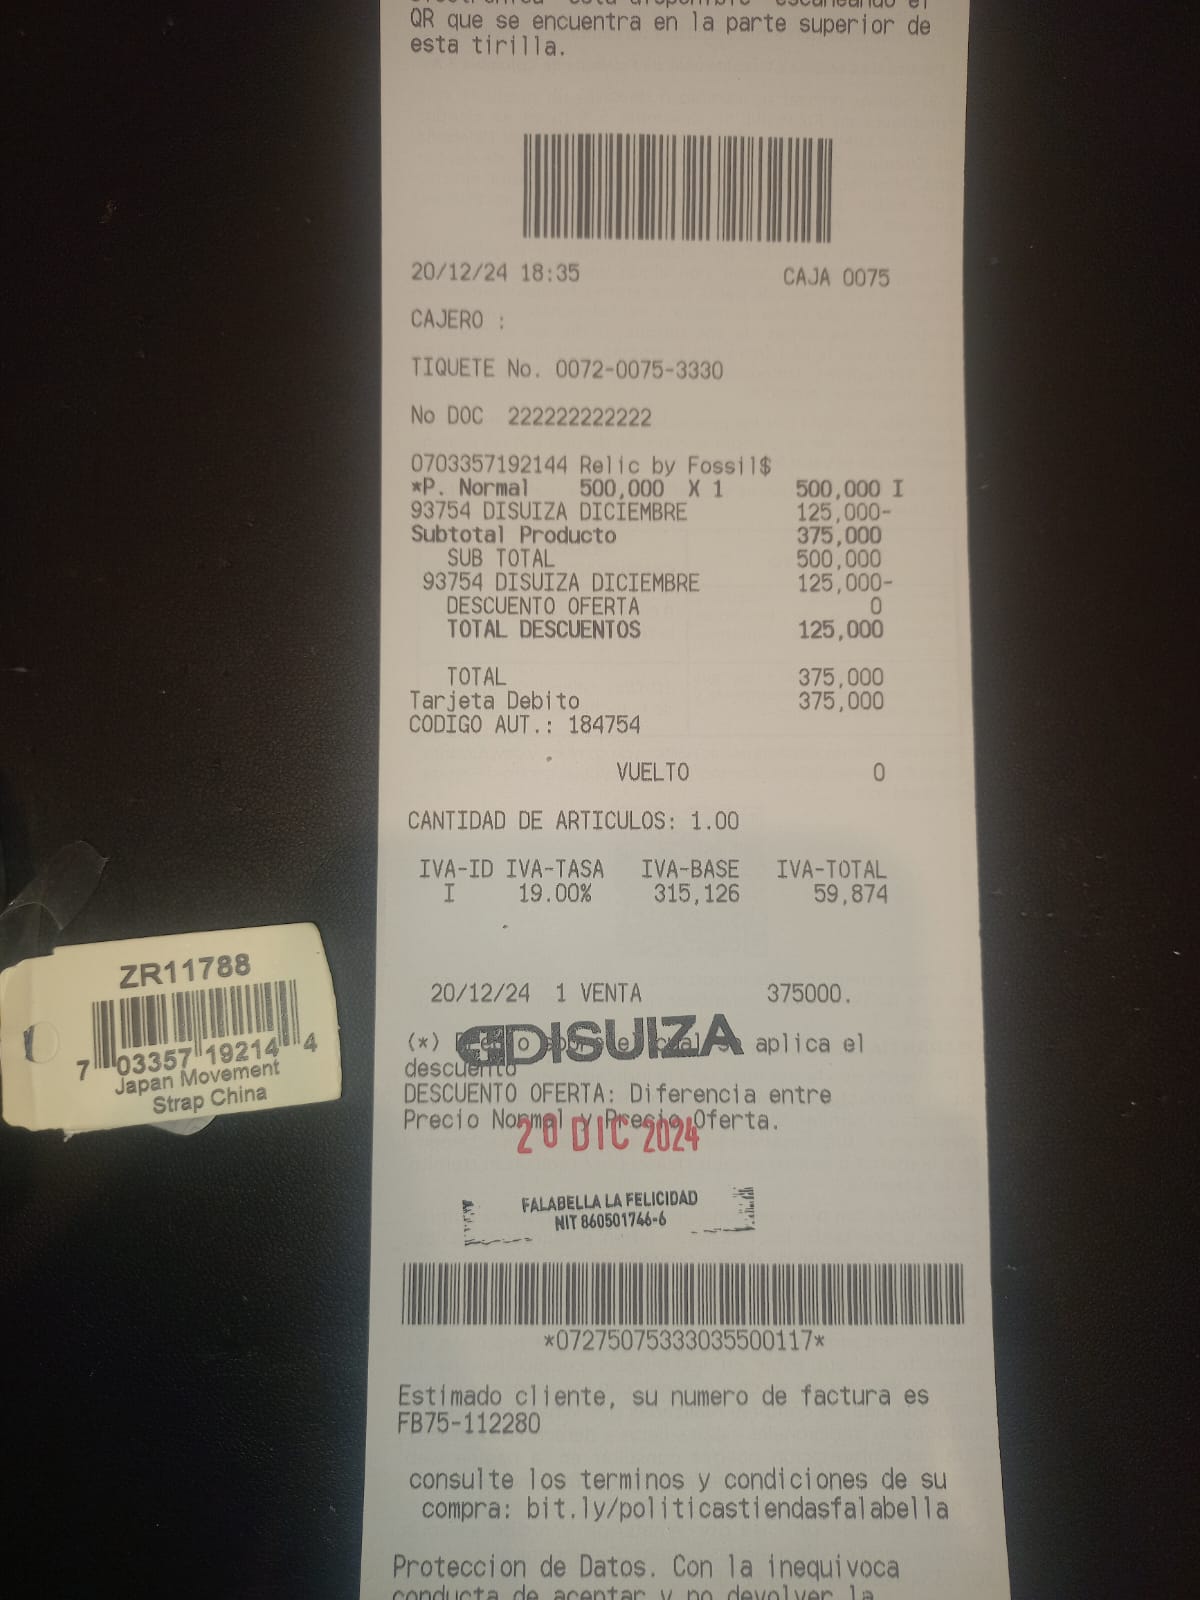 QR que se encuentra en la parte superior de
esta tirilla.
20/12/24 18:35 CAJA 0075
CAJERO :
TIQUETE No. 0072-0075-3330
No DOC 222222222222
0703357192144 Relic by Fossil$
*P. Normal 500,000 X 1 500,000 I
93754 DISUIZA DICIEMBRE 125,000-
Subtotal Producto 375,000
SUB TOTAL 500,000
93754 DISUIZA DICIEMBRE 125,000-
DESCUENTO OFERTA 0
TOTAL DESCUENTOS 125,000
TOTAL 375,000
Tarjeta Debito 375,000
CODIGO AUT.: 184754
VUELTO 0
CANTIDAD DE ARTICULOS: 1.00
IVA-ID IVA-TASA IVA-BASE IVA-TOTAL
I 19.00% 315,126 59,874
20/12/24 1 VENTA 375000.
DISUIZA
(*) aplica el
descuento
DESCUENTO OFERTA: Diferencia entre
Precio Normal y Precio Oferta.
20 DIC 2024
FALABELLA LA FELICIDAD
NIT 860501746-6
*07275075333035500117*
Estimado cliente, su numero de factura es
FB75-112280
consulte los terminos y condiciones de su
compra: bit.ly/politicastiendasfalabella
Proteccion de Datos. Con la inequivoca
conducta de aceptar y no devolver la
ZR11788
7 03357 19214 4
Japan Movement
Strap China